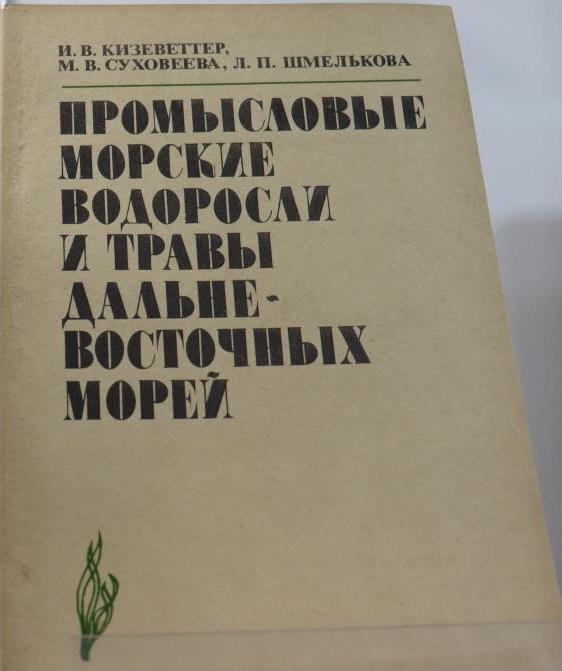 И. В. КИЗЕВЕТТЕР,
М. В. СУХОВЕЕВА, Л. П. ШМЕЛЬКОВА
ПРОМЫСЛОВЫЕ
МОРСКИЕ
ВОДОРОСЛИ
И ТРАВЫ
ДАЛЬНЕ-
ВОСТОЧНЫХ
МОРЕЙ